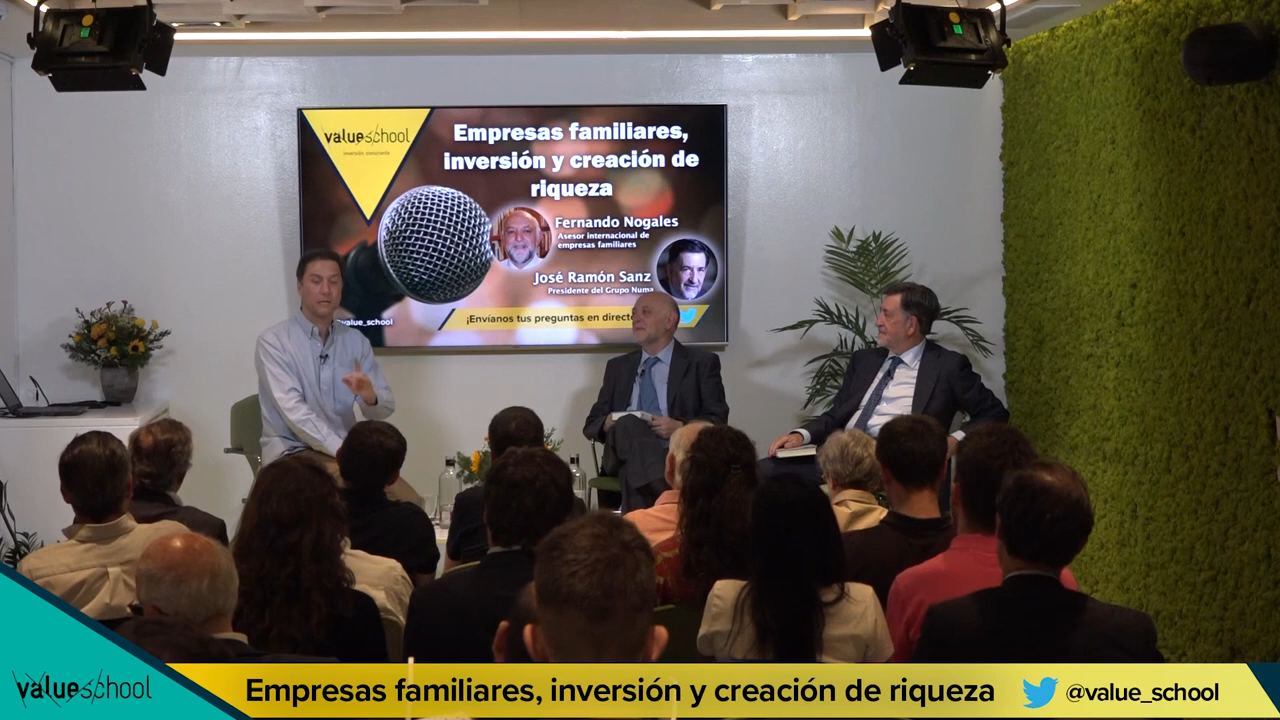 valueschool
inversión consciente
Empresas familiares,
inversión y creación de
riqueza
Fernando Nogales
Asesor internacional de
empresas familiares
José Ramón Sanz
Presidente del Grupo Numa
@value_school
¡Envíanos tus preguntas en directo
valueschool
Empresas familiares, inversión y creación de riqueza
@value_school